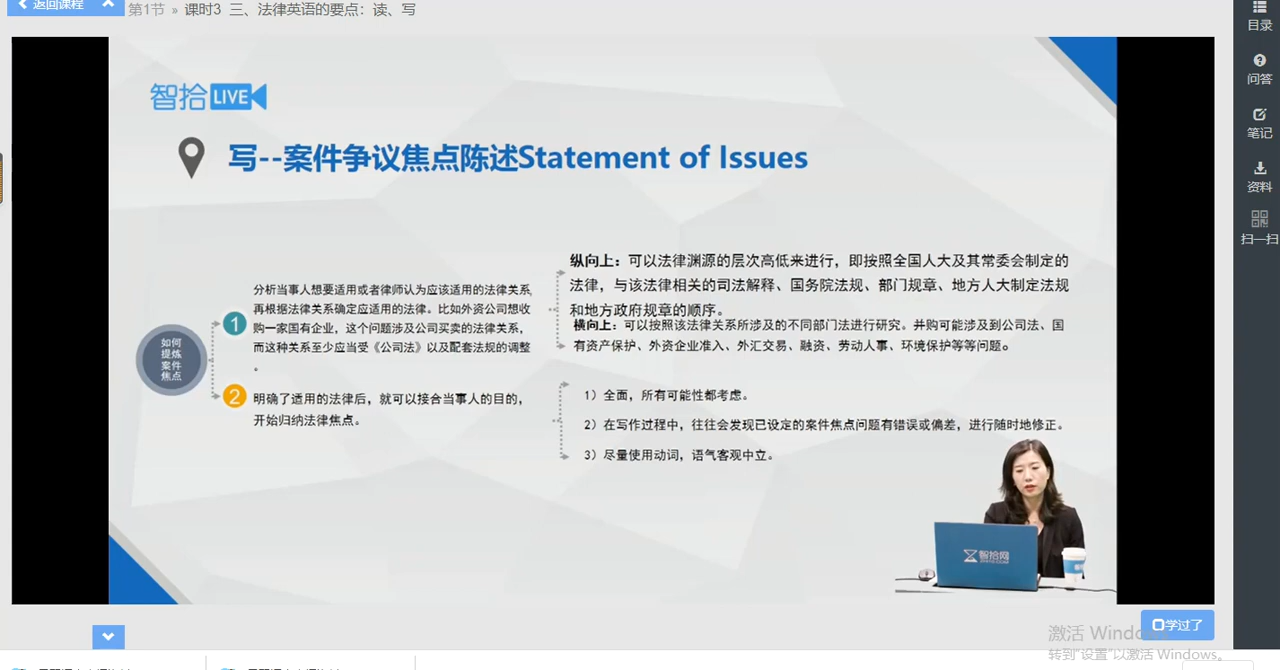 返回课程
第1节 » 课时3 三、法律英语的要点：读、写
目录
问答
笔记
资料
扫一扫
智拾LIVE
写--案件争议焦点陈述Statement of Issues
如何
提炼
案件
焦点
1
分析当事人想要适用或者律师认为应该适用的法律关系,
再根据法律关系确定应适用的法律。比如外资公司想收
购一家国有企业，这个问题涉及公司买卖的法律关系，
而这种关系至少应当受《公司法》以及配套法规的调整
。
纵向上：可以法律渊源的层次高低来进行，即按照全国人大及其常委会制定的
法律，与该法律相关的司法解释、国务院法规、部门规章、地方人大制定法规
和地方政府规章的顺序。
横向上：可以按照该法律关系所涉及的不同部门法进行研究。并购可能涉及到公司法、国
有资产保护、外资企业准入、外汇交易、融资、劳动人事、环境保护等等问题。
2
明确了适用的法律后，就可以接合当事人的目的，
开始归纳法律焦点。
1）全面，所有可能性都考虑。
2）在写作过程中，往往会发现已设定的案件焦点问题有错误或偏差，进行随时地修正。
3）尽量使用动词，语气客观中立。
智拾网
学过了
激活 Windo
转到"设置"以激活 Windows。